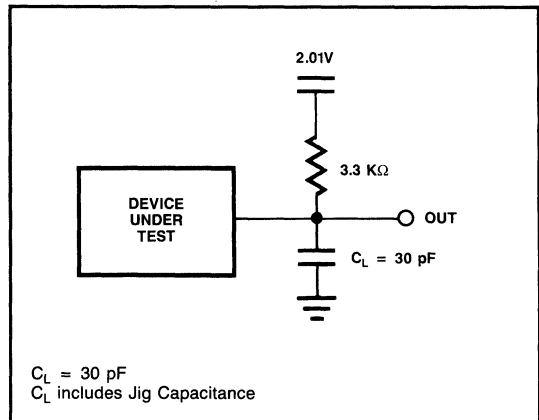 2.01V
3.3 KΩ
DEVICE
UNDER
TEST
OUT
C_L = 30 pF
C_L = 30 pF
C_L includes Jig Capacitance